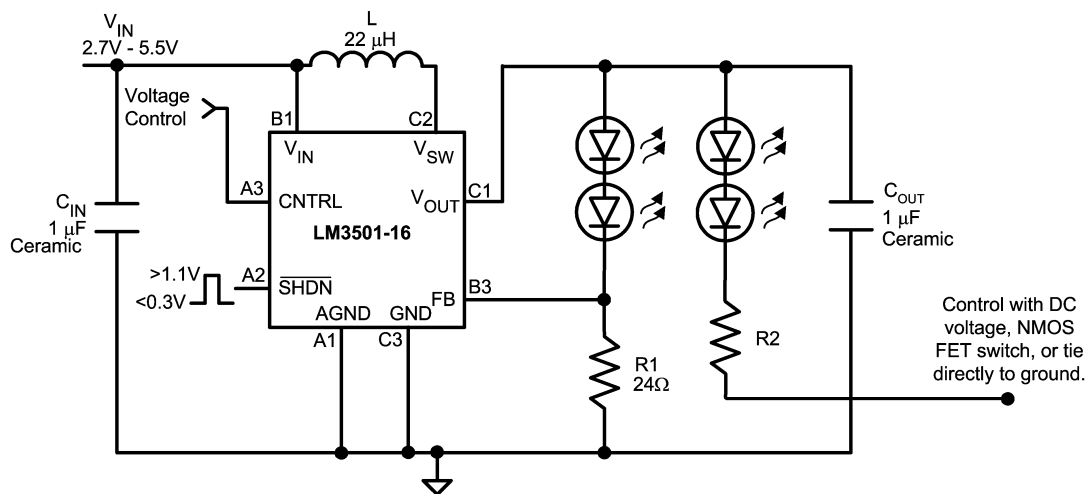 V_IN
2.7V - 5.5V
L
22 μH
Voltage
Control
B1
C2
V_IN
V_SW
A3
CNTRL
V_OUT
C1
LM3501-16
C_IN
1 μF
Ceramic
C_OUT
1 μF
Ceramic
>1.1V
<0.3V
A2
SHDN
FB
B3
AGND
GND
A1
C3
R1
24Ω
R2
Control with DC
voltage, NMOS
FET switch, or tie
directly to ground.